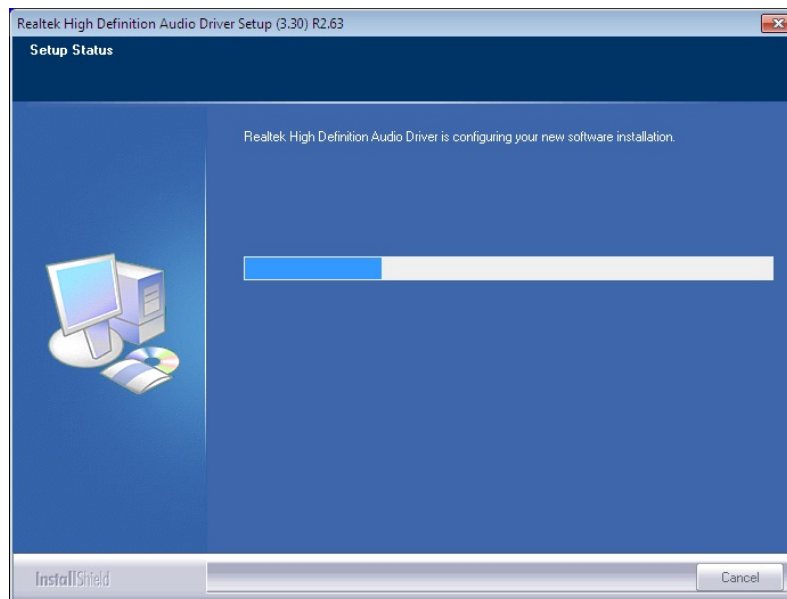 Realtek High Definition Audio Driver Setup (3.30) R2.63
Setup Status
Realtek High Definition Audio Driver is configuring your new software installation.
InstallShield
Cancel